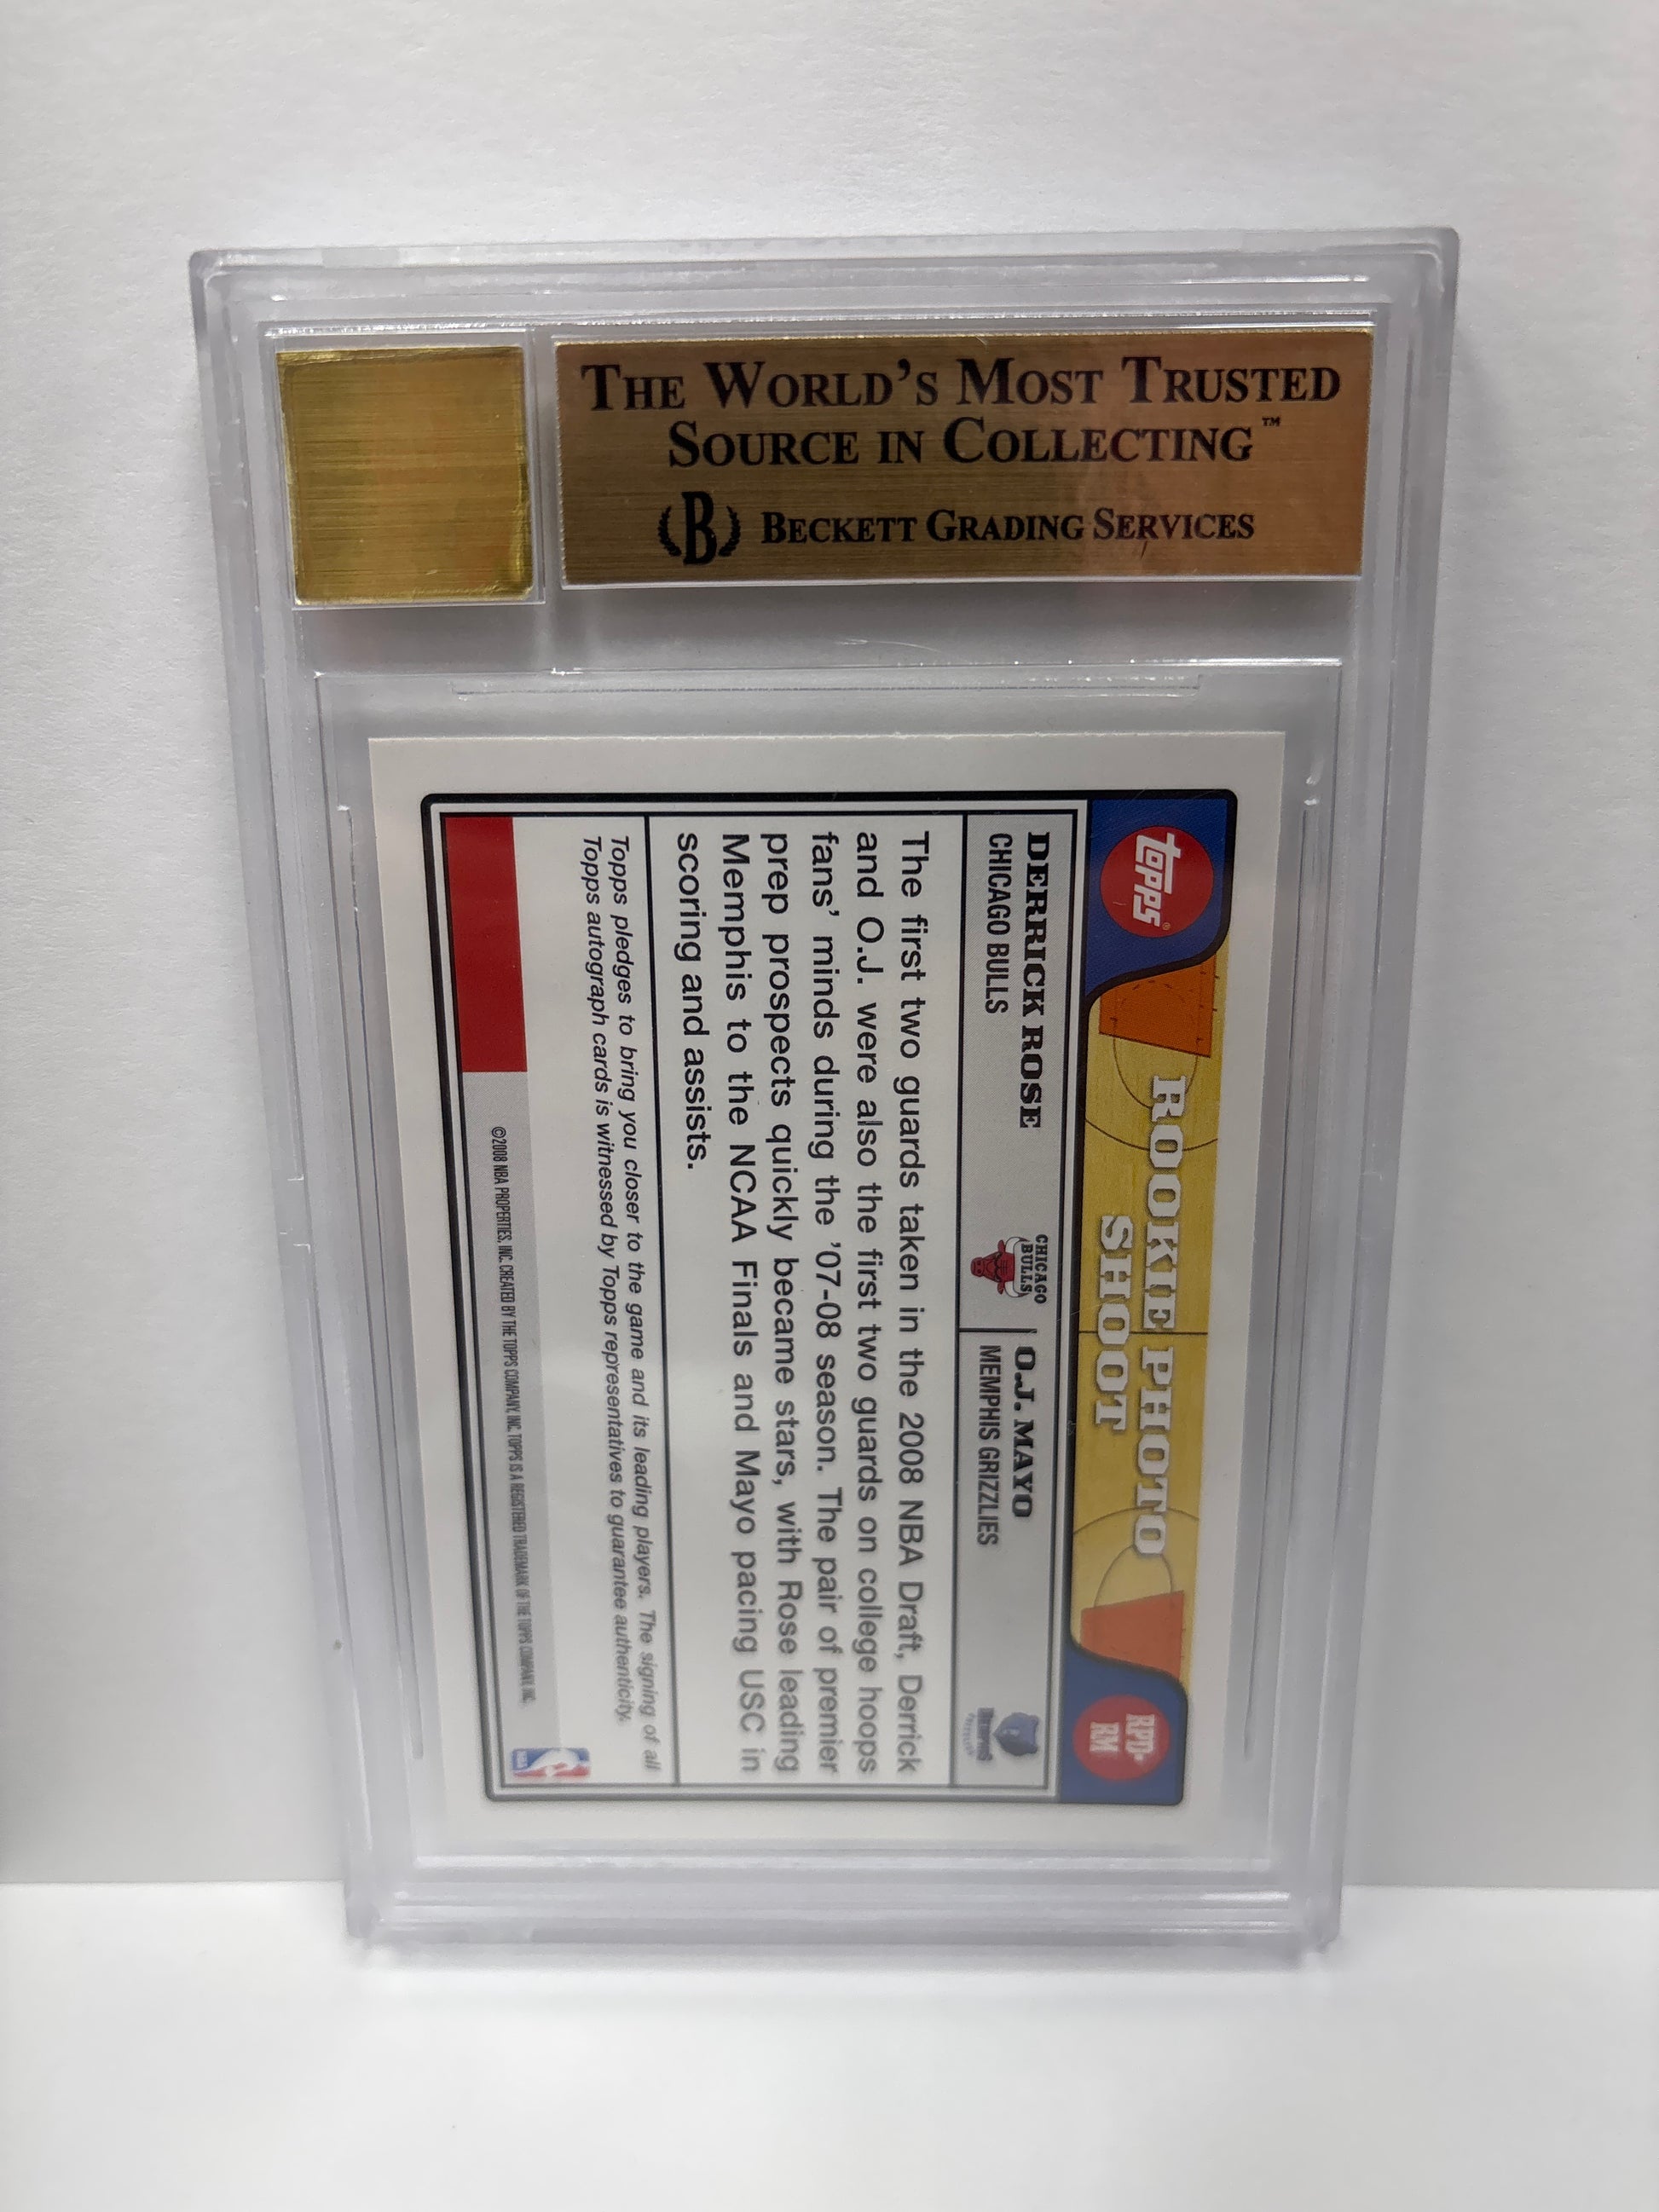 THE WORLD'S MOST TRUSTED
SOURCE IN COLLECTING™
B BECKETT GRADING SERVICES
topps®
ROOKIE PHOTO
SHOOT
RPD-
RM
DERRICK ROSE
CHICAGO BULLS
CHICAGO
BULLS
O.J. MAYO
MEMPHIS GRIZZLIES
The first two guards taken in the 2008 NBA Draft, Derrick
and O.J. were also the first two guards on college hoops
fans' minds during the '07-08 season. The pair of premier
prep prospects quickly became stars, with Rose leading
Memphis to the NCAA Finals and Mayo pacing USC in
scoring and assists.
Topps pledges to bring you closer to the game and its leading players. The signing of all
Topps autograph cards is witnessed by Topps representatives to guarantee authenticity.
©2008 NBA PROPERTIES, INC. CREATED BY THE TOPPS COMPANY, INC. TOPPS IS A REGISTERED TRADEMARK OF THE TOPPS COMPANY, INC.
NBA